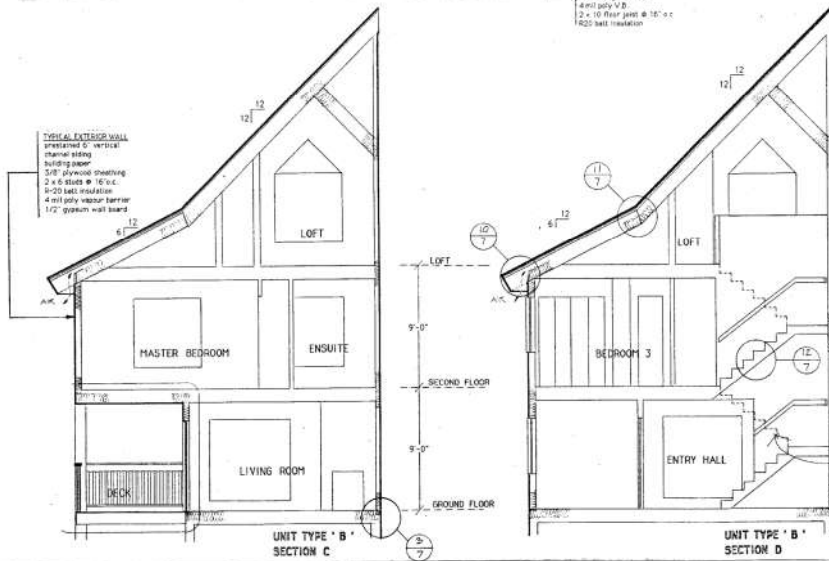 4 mil poly V.B.
2 x 10 floor joist @ 16" o.c
R20 batt insulation
12
12
12
12
TYPICAL EXTERIOR WALL
prestained 6" vertical
channel siding
building paper
3/8" plywood sheathing
2 x 6 studs @ 16"o.c.
R-20 batt insulation
4 mil poly vapour barrier
1/2" gypsum wall board
11
7
12
6
12
6
LOFT
LOFT
LOFT
10
7
9'-0"
MASTER BEDROOM
ENSUITE
BEDROOM 3
12
7
SECOND FLOOR
9'-0"
LIVING ROOM
ENTRY HALL
DECK
GROUND FLOOR
UNIT TYPE ' B '
SECTION C
7
UNIT TYPE ' B '
SECTION D